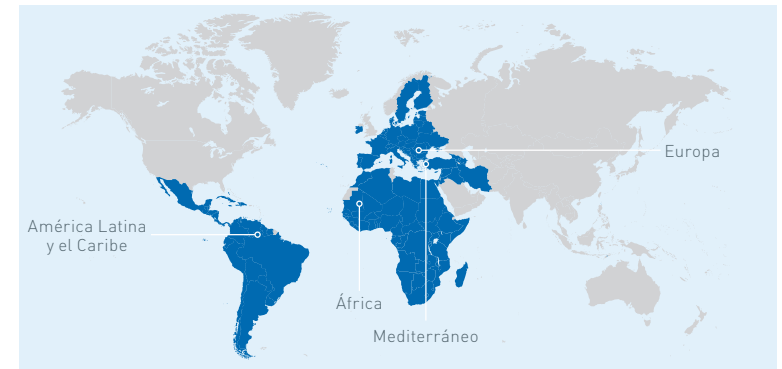 Europa
América Latina
y el Caribe
África
Mediterráneo